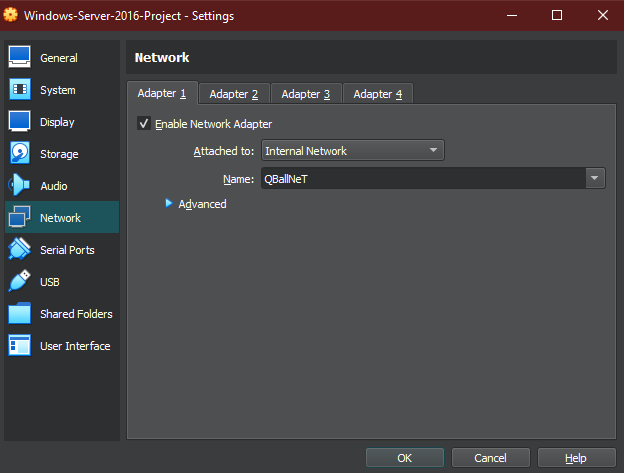 Windows-Server-2016-Project - Settings
General
System
Display
Storage
Audio
Network
Serial Ports
USB
Shared Folders
User Interface
Network
Adapter 1 Adapter 2 Adapter 3 Adapter 4
Enable Network Adapter
Attached to: Internal Network
Name: QBallNeT
Advanced
OK Cancel Help